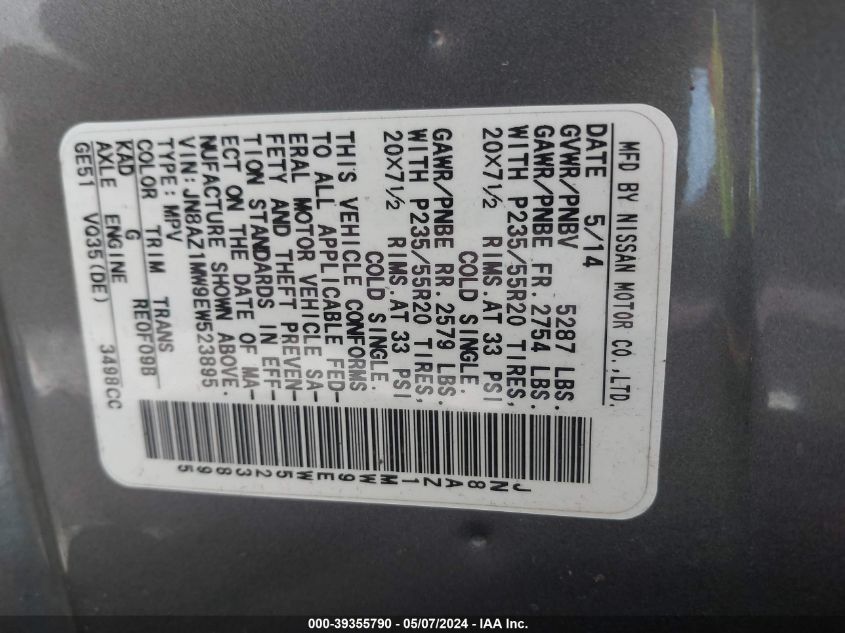 MFD BY NISSAN MOTOR CO.,LTD.
DATE 5/14
GVWR/PNBV 5287 LBS.
GAWR/PNBE FR. 2754 LBS.
WITH P235/55R20 TIRES,
20X7½ RIMS.AT 33 PSI
COLD SINGLE.
GAWR/PNBE RR. 2579 LBS.
WITH P235/55R20 TIRES,
20X7½ RIMS.AT 33 PSI
COLD SINGLE.
THIS VEHICLE CONFORMS
TO ALL APPLICABLE FED-
ERAL MOTOR VEHICLE SA-
FETY AND THEFT PREVEN-
TION STANDARDS IN EFF-
ECT ON THE DATE OF MA-
NUFACTURE SHOWN ABOVE.
VIN:JN8AZ1MW9EW523895
TYPE:MPV
COLOR TRIM TRANS
KAD G RE0F09B
AXLE ENGINE
GE51 VQ35(DE) 3498CC
JN8AZ1MW9EW523895
000-39355790 - 05/07/2024 - IAA Inc.